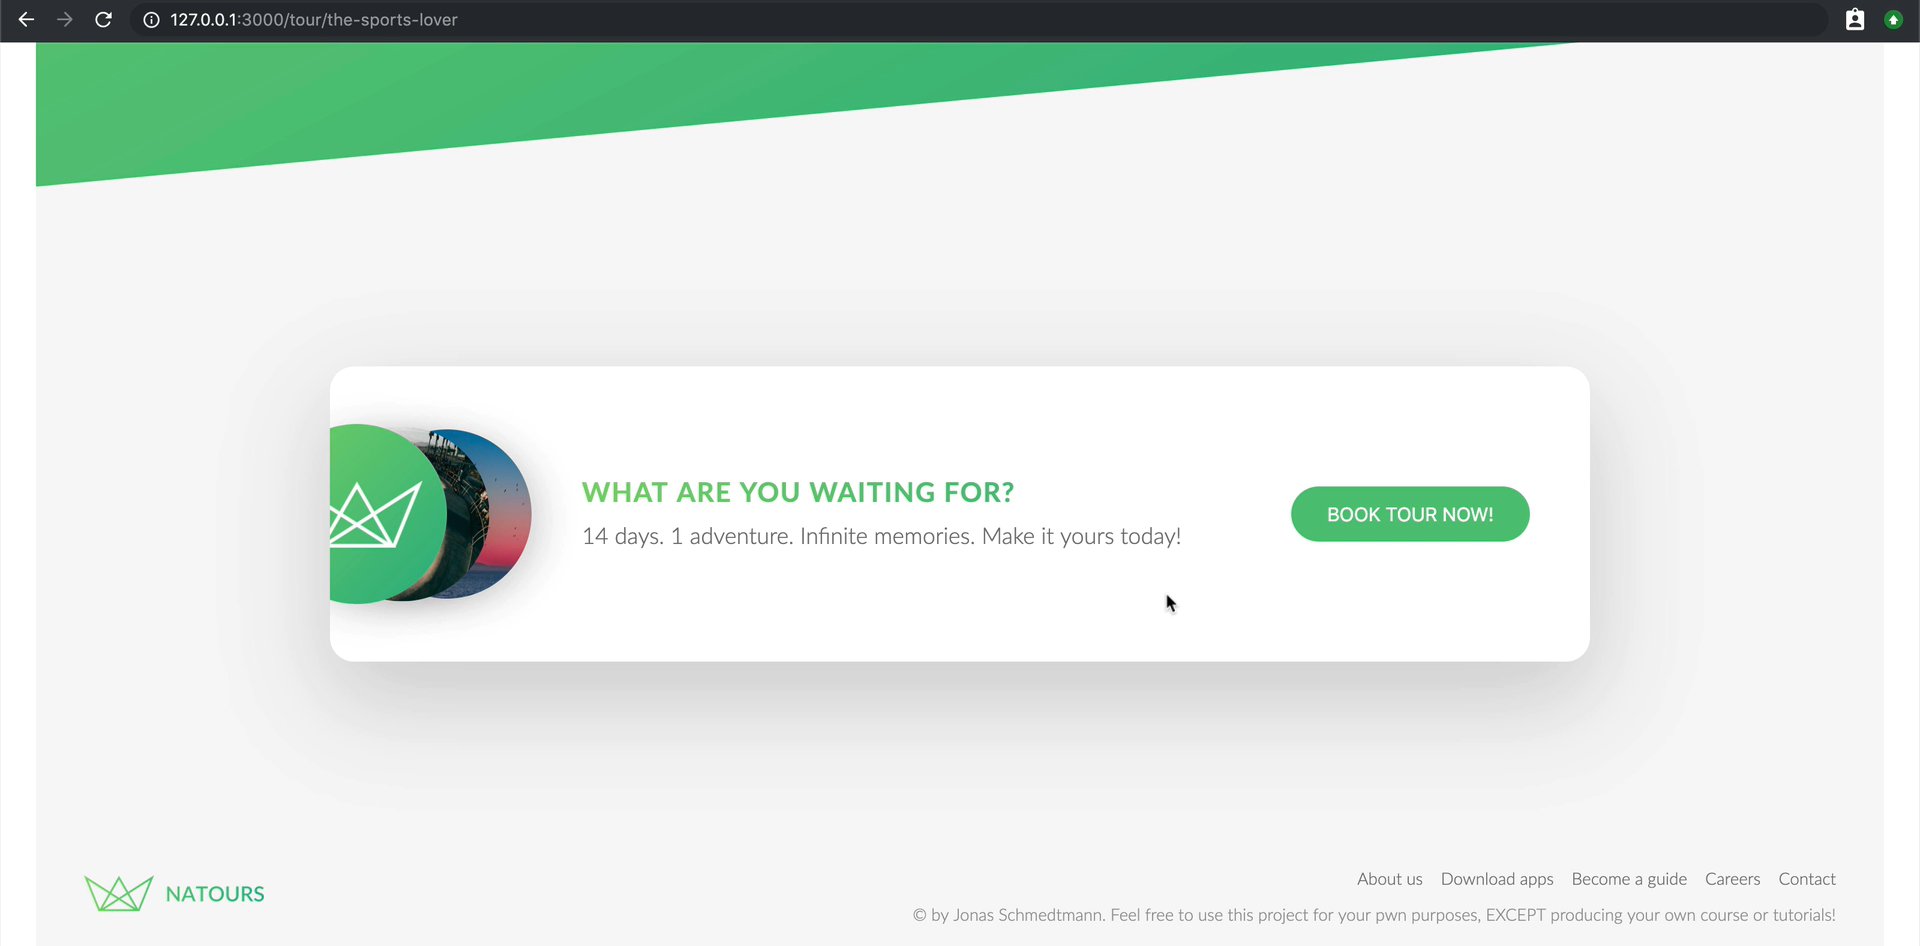 127.0.0.1:3000/tour/the-sports-lover
WHAT ARE YOU WAITING FOR?
14 days. 1 adventure. Infinite memories. Make it yours today!
BOOK TOUR NOW!
NATOURS
About us Download apps Become a guide Careers Contact
© by Jonas Schmedtmann. Feel free to use this project for your pwn purposes, EXCEPT producing your own course or tutorials!